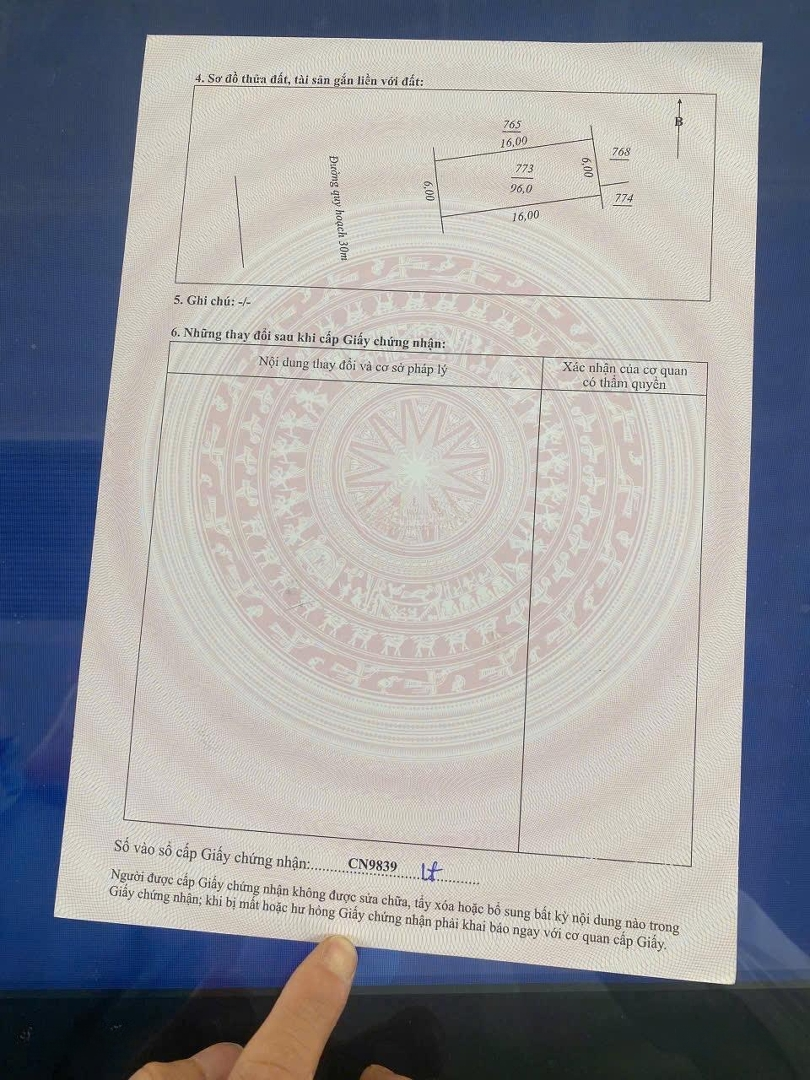 4. Sơ đồ thửa đất, tài sản gắn liền với đất:
B
765
16,00
768
Đường quy hoạch 30m
6,00
773
96,0
6,00
774
16,00
5. Ghi chú: -/-
6. Những thay đổi sau khi cấp Giấy chứng nhận:
Nội dung thay đổi và cơ sở pháp lý
Xác nhận của cơ quan
có thẩm quyền
Số vào sổ cấp Giấy chứng nhận:......... CN9839 ..............
Người được cấp Giấy chứng nhận không được sửa chữa, tẩy xóa hoặc bổ sung bất kỳ nội dung nào trong
Giấy chứng nhận; khi bị mất hoặc hư hỏng Giấy chứng nhận phải khai báo ngay với cơ quan cấp Giấy.